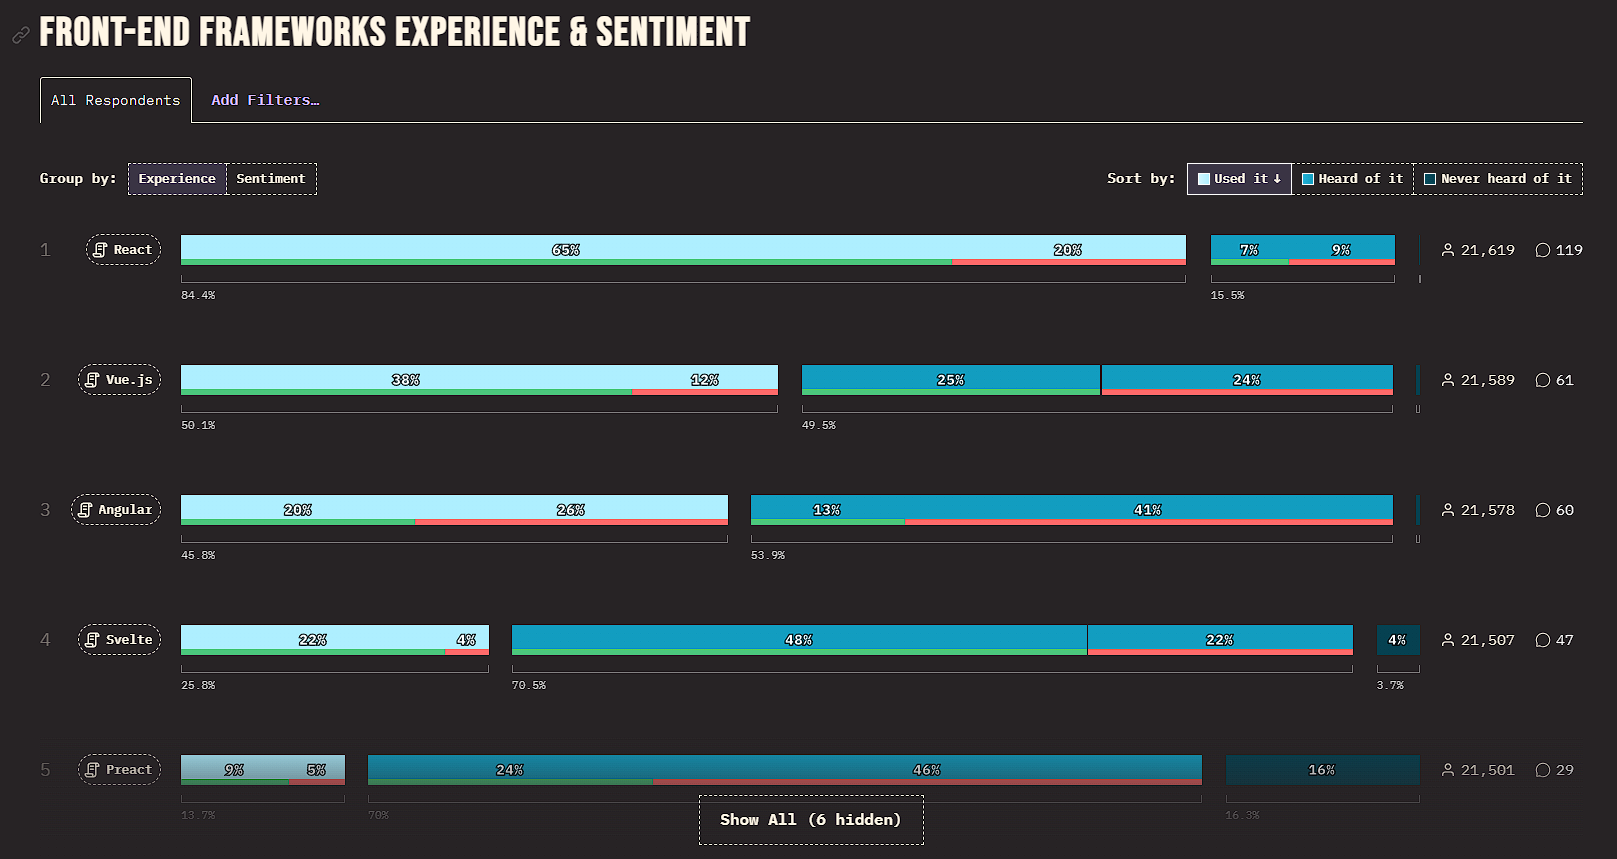 FRONT-END FRAMEWORKS EXPERIENCE & SENTIMENT
All Respondents Add Filters…
Group by: Experience Sentiment Sort by: Used it ↓ Heard of it Never heard of it
1 React 65% 20% 7% 9% 21,619 119
84.4% 15.5%
2 Vue.js 38% 12% 25% 24% 21,589 61
50.1% 49.5%
3 Angular 20% 26% 13% 41% 21,578 60
45.8% 53.9%
4 Svelte 22% 4% 48% 22% 4% 21,507 47
25.8% 70.5% 3.7%
5 Preact 9% 5% 24% 46% 16% 21,501 29
13.7% 70% 16.3%
Show All (6 hidden)